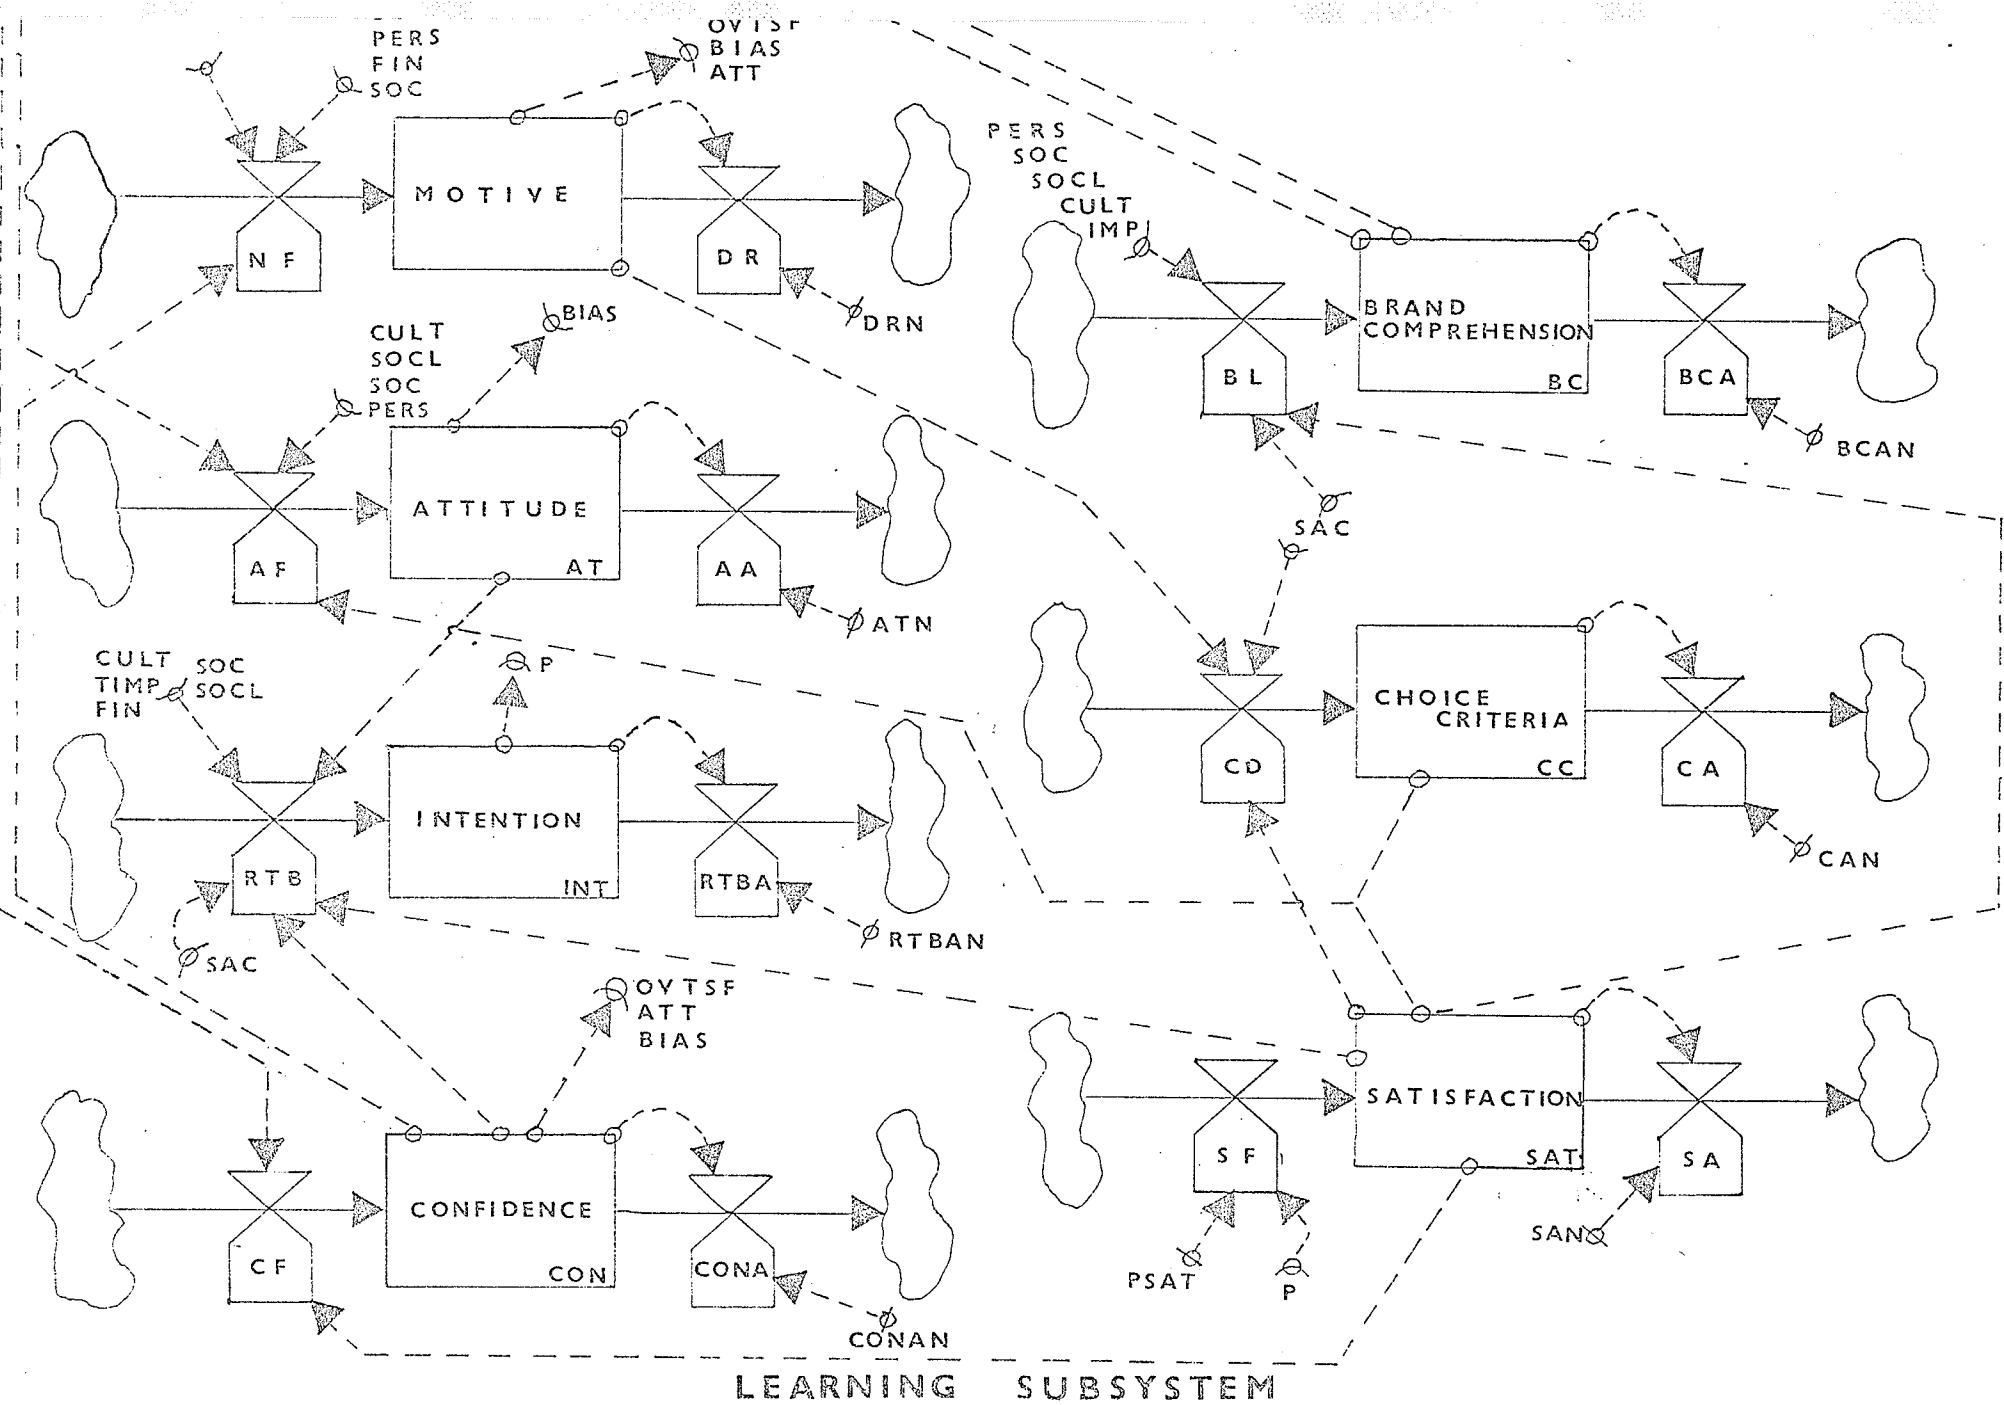 PERS
FIN
SOC
OVTSF
BIAS
ATT
MOTIVE
NF
DR
DRN
PERS
SOC
SOCL
CULT
IMP
BRAND
COMPREHENSION
BC
BL
BCA
BCAN
BIAS
CULT
SOCL
SOC
PERS
ATTITUDE
AT
AF
AA
ATN
SAC
CHOICE
CRITERIA
CC
CD
CA
CAN
CULT SOC
TIMP SOCL
FIN
P
INTENTION
INT
RTB
RTBA
RTBAN
SAC
OVTSF
ATT
BIAS
SATISFACTION
SAT
SF
SA
SAN
PSAT
P
CONFIDENCE
CON
CF
CONA
CONAN
LEARNING SUBSYSTEM